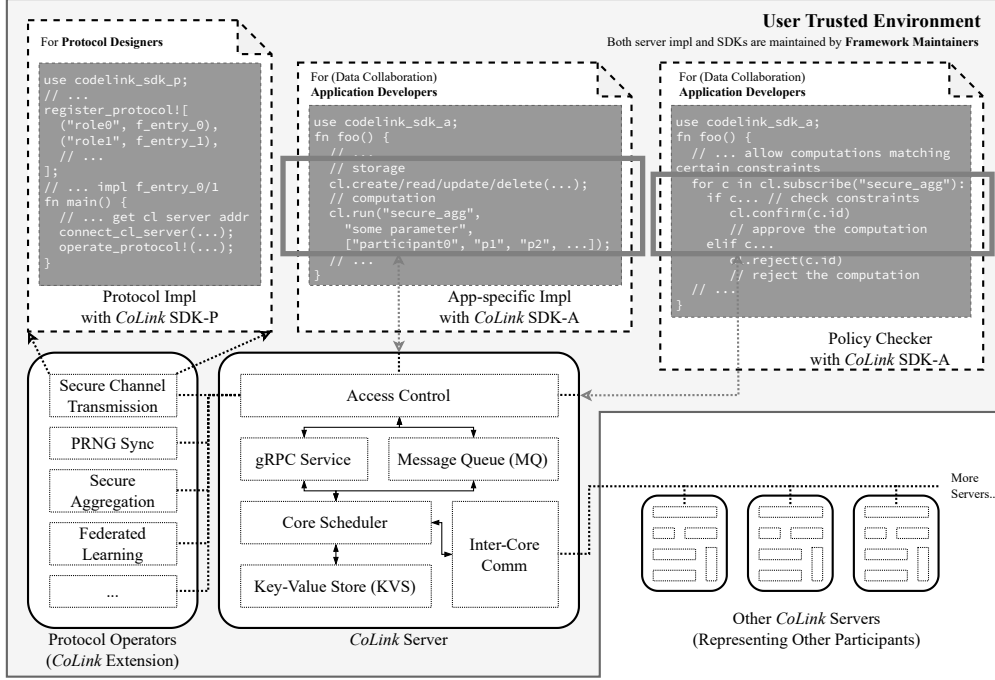 User Trusted Environment
Both server impl and SDKs are maintained by Framework Maintainers
For Protocol Designers
use codelink_sdk_p;
// ...
register_protocol![
("role0", f_entry_0),
("role1", f_entry_1),
// ...
];
// ... impl f_entry_0/1
fn main() {
// ... get cl server addr
connect_cl_server(...);
operate_protocol!(...);
}
Protocol Impl
with CoLink SDK-P
For (Data Collaboration)
Application Developers
use codelink_sdk_a;
fn foo() {
// ...
// storage
cl.create/read/update/delete(...);
// computation
cl.run("secure_agg",
"some parameter",
["participant0", "p1", "p2", ...]);
// ...
}
App-specific Impl
with CoLink SDK-A
For (Data Collaboration)
Application Developers
use codelink_sdk_a;
fn foo() {
// ... allow computations matching
certain constraints
for c in cl.subscribe("secure_agg"):
if c... // check constraints
cl.confirm(c.id)
// approve the computation
elif c...
cl.reject(c.id)
// reject the computation
// ...
}
Policy Checker
with CoLink SDK-A
Secure Channel
Transmission
PRNG Sync
Secure
Aggregation
Federated
Learning
...
Protocol Operators
(CoLink Extension)
Access Control
gRPC Service
Message Queue (MQ)
Core Scheduler
Inter-Core
Comm
Key-Value Store (KVS)
CoLink Server
More
Servers...
Other CoLink Servers
(Representing Other Participants)